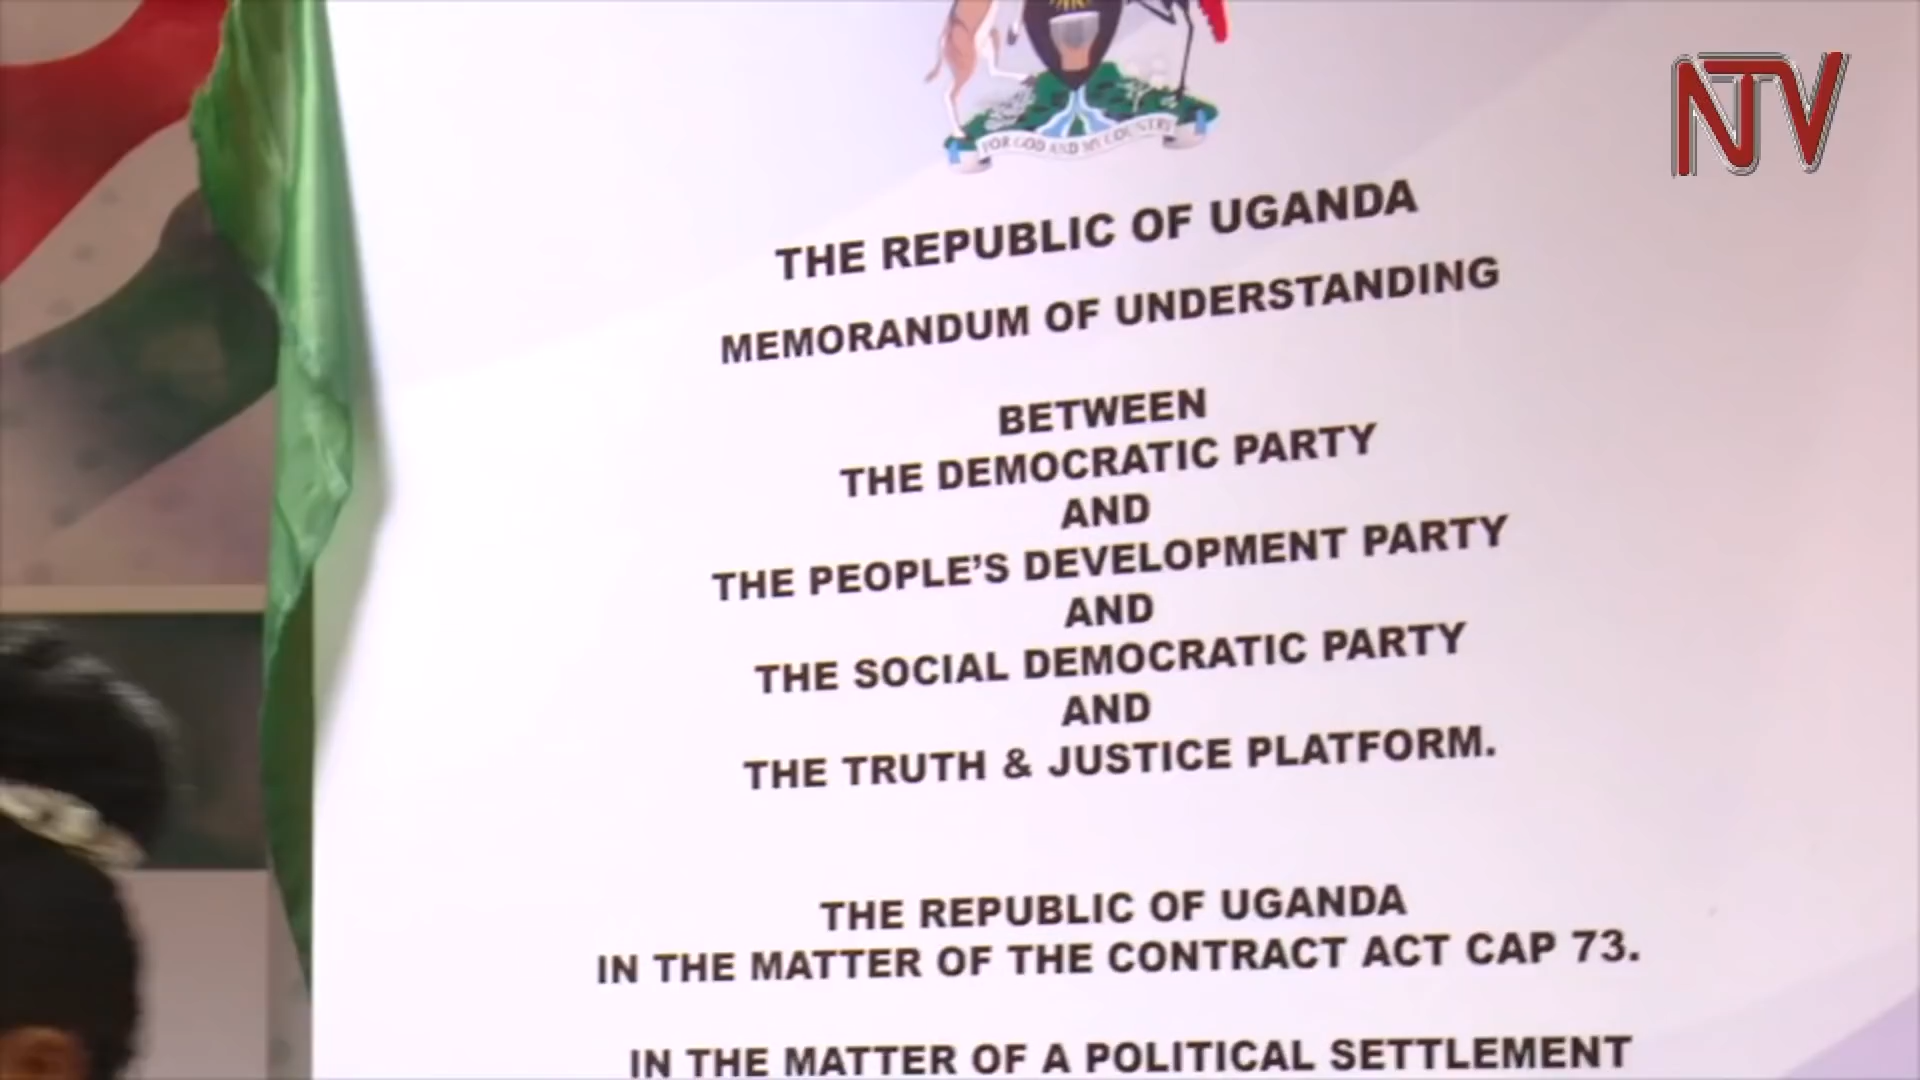 NTV
FOR GOD AND MY COUNTRY
THE REPUBLIC OF UGANDA
MEMORANDUM OF UNDERSTANDING
BETWEEN
THE DEMOCRATIC PARTY
AND
THE PEOPLE’S DEVELOPMENT PARTY
AND
THE SOCIAL DEMOCRATIC PARTY
AND
THE TRUTH & JUSTICE PLATFORM.
THE REPUBLIC OF UGANDA
IN THE MATTER OF THE CONTRACT ACT CAP 73.
IN THE MATTER OF A POLITICAL SETTLEMENT